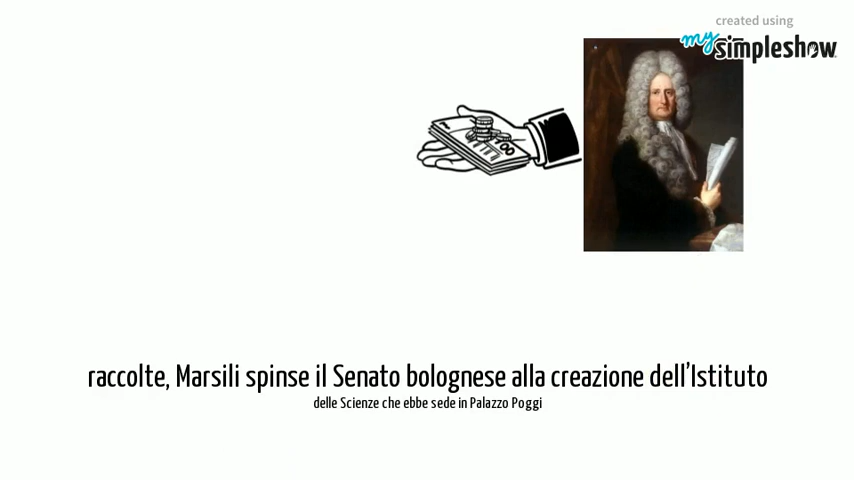 created using
my simpleshow
100
raccolte, Marsili spinse il Senato bolognese alla creazione dell'Istituto
delle Scienze che ebbe sede in Palazzo Poggi